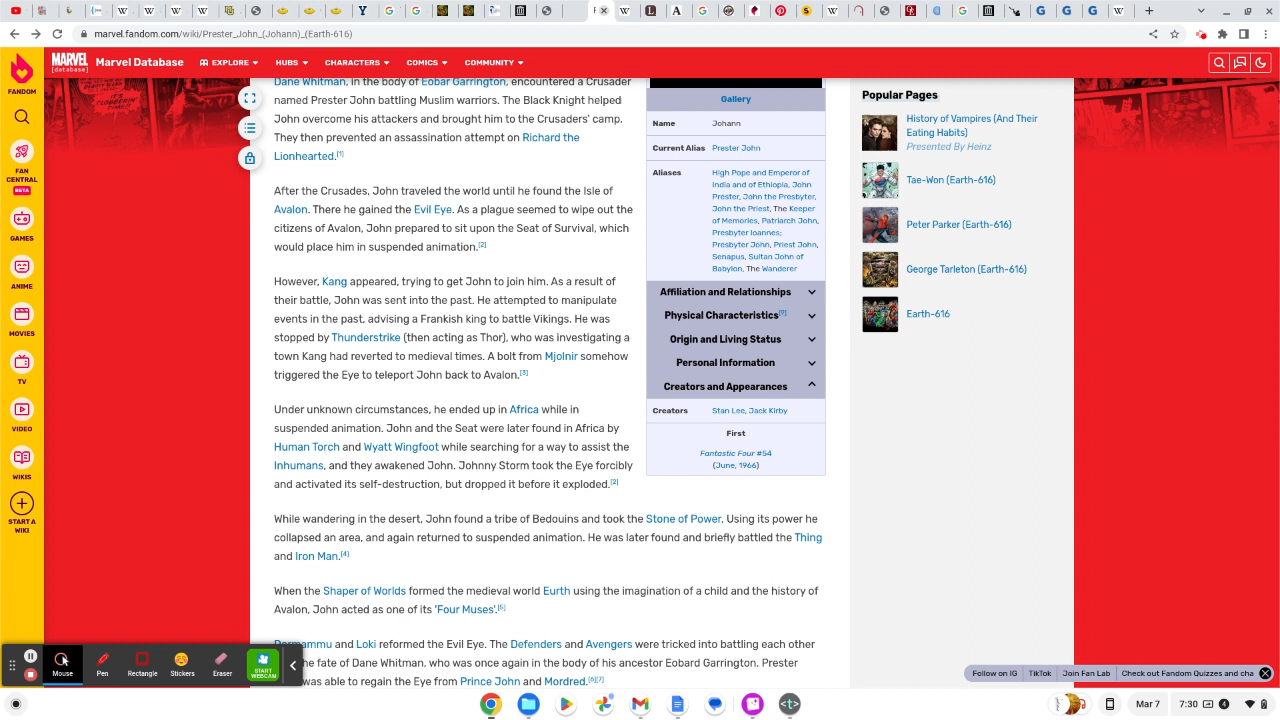 marvel.fandom.com/wiki/Prester_John_(Johann)_(Earth-616)
MARVEL
[database]
Marvel Database
EXPLORE
HUBS
CHARACTERS
COMICS
COMMUNITY
FANDOM
FAN
CENTRAL
BETA
GAMES
ANIME
MOVIES
TV
VIDEO
WIKIS
START A
WIKI
IT'S
CLOBBERIN'
Dane Whitman, in the body of Eobar Garrington, encountered a Crusader
named Prester John battling Muslim warriors. The Black Knight helped
John overcome his attackers and brought him to the Crusaders' camp.
They then prevented an assassination attempt on Richard the
Lionhearted.[1]
After the Crusades, John traveled the world until he found the Isle of
Avalon. There he gained the Evil Eye. As a plague seemed to wipe out the
citizens of Avalon, John prepared to sit upon the Seat of Survival, which
would place him in suspended animation.[2]
However, Kang appeared, trying to get John to join him. As a result of
their battle, John was sent into the past. He attempted to manipulate
events in the past, advising a Frankish king to battle Vikings. He was
stopped by Thunderstrike (then acting as Thor), who was investigating a
town Kang had reverted to medieval times. A bolt from Mjolnir somehow
triggered the Eye to teleport John back to Avalon.[3]
Under unknown circumstances, he ended up in Africa while in
suspended animation. John and the Seat were later found in Africa by
Human Torch and Wyatt Wingfoot while searching for a way to assist the
Inhumans, and they awakened John. Johnny Storm took the Eye forcibly
and activated its self-destruction, but dropped it before it exploded.[2]
While wandering in the desert, John found a tribe of Bedouins and took the Stone of Power. Using its power he
collapsed an area, and again returned to suspended animation. He was later found and briefly battled the Thing
and Iron Man.[4]
When the Shaper of Worlds formed the medieval world Eurth using the imagination of a child and the history of
Avalon, John acted as one of its 'Four Muses'.[5]
Dormammu and Loki reformed the Evil Eye. The Defenders and Avengers were tricked into battling each other
the fate of Dane Whitman, who was once again in the body of his ancestor Eobard Garrington. Prester
was able to regain the Eye from Prince John and Mordred.[6][7]
Gallery
Name Johann
Current Alias Prester John
Aliases High Pope and Emperor of
India and of Ethiopia, John
Prester, John the Presbyter,
John the Priest, The Keeper
of Memories, Patriarch John,
Presbyter Ioannes;
Presbyter John, Priest John,
Senapus, Sultan John of
Babylon, The Wanderer
Affiliation and Relationships
Physical Characteristics[9]
Origin and Living Status
Personal Information
Creators and Appearances
Creators Stan Lee, Jack Kirby
First
Fantastic Four #54
(June, 1966)
Popular Pages
History of Vampires (And Their
Eating Habits)
Presented By Heinz
Tae-Won (Earth-616)
Peter Parker (Earth-616)
George Tarleton (Earth-616)
Earth-616
Mouse
Pen
Rectangle
Stickers
Eraser
START
WEBCAM
Follow on IG
TikTok
Join Fan Lab
Check out Fandom Quizzes and cha
Mar 7
7:30
4